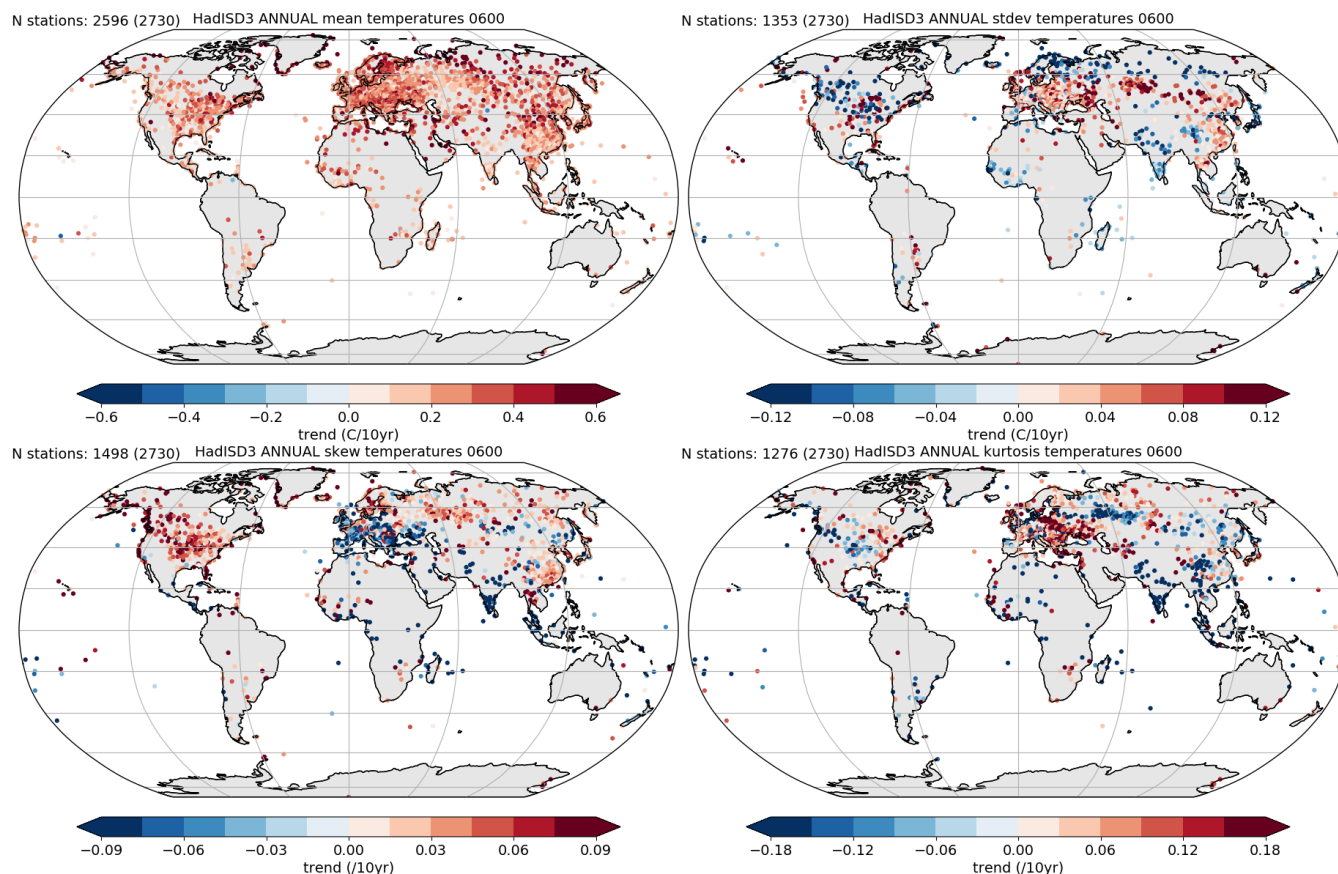 N stations: 2596 (2730) HadISD3 ANNUAL mean temperatures 0600
−0.6 −0.4 −0.2 0.0 0.2 0.4 0.6
trend (C/10yr)
N stations: 1353 (2730) HadISD3 ANNUAL stdev temperatures 0600
−0.12 −0.08 −0.04 0.00 0.04 0.08 0.12
trend (C/10yr)
N stations: 1498 (2730) HadISD3 ANNUAL skew temperatures 0600
−0.09 −0.06 −0.03 0.00 0.03 0.06 0.09
trend (/10yr)
N stations: 1276 (2730) HadISD3 ANNUAL kurtosis temperatures 0600
−0.18 −0.12 −0.06 0.00 0.06 0.12 0.18
trend (/10yr)